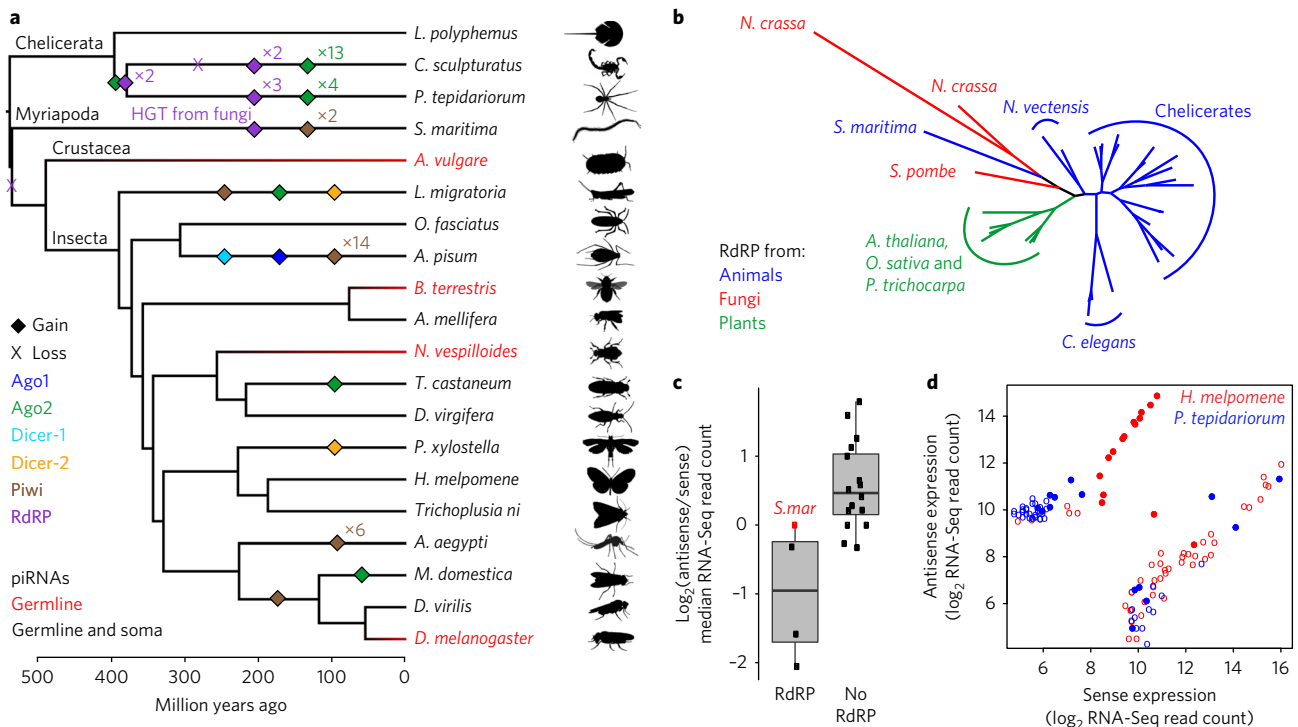 a
Chelicerata
L. polyphemus
×2
×13
C. sculpturatus
×2
×3
×4
P. tepidariorum
Myriapoda
HGT from fungi
×2
S. maritima
Crustacea
A. vulgare
X
X
L. migratoria
Insecta
O. fasciatus
×14
A. pisum
B. terrestris
A. mellifera
N. vespilloides
T. castaneum
D. virgifera
P. xylostella
H. melpomene
Trichoplusia ni
×6
A. aegypti
M. domestica
D. virilis
D. melanogaster
Gain
X Loss
Ago1
Ago2
Dicer-1
Dicer-2
Piwi
RdRP
piRNAs
Germline
Germline and soma
500 400 300 200 100 0
Million years ago
b
N. crassa
N. crassa
N. vectensis
Chelicerates
S. maritima
S. pombe
A. thaliana,
O. sativa and
P. trichocarpa
C. elegans
RdRP from:
Animals
Fungi
Plants
c
Log2(antisense/sense)
median RNA-Seq read count
1
0
−1
−2
S.mar
RdRP
No
RdRP
d
H. melpomene
P. tepidariorum
Antisense expression
(log2 RNA-Seq read count)
14
12
10
8
6
6 8 10 12 14 16
Sense expression
(log2 RNA-Seq read count)